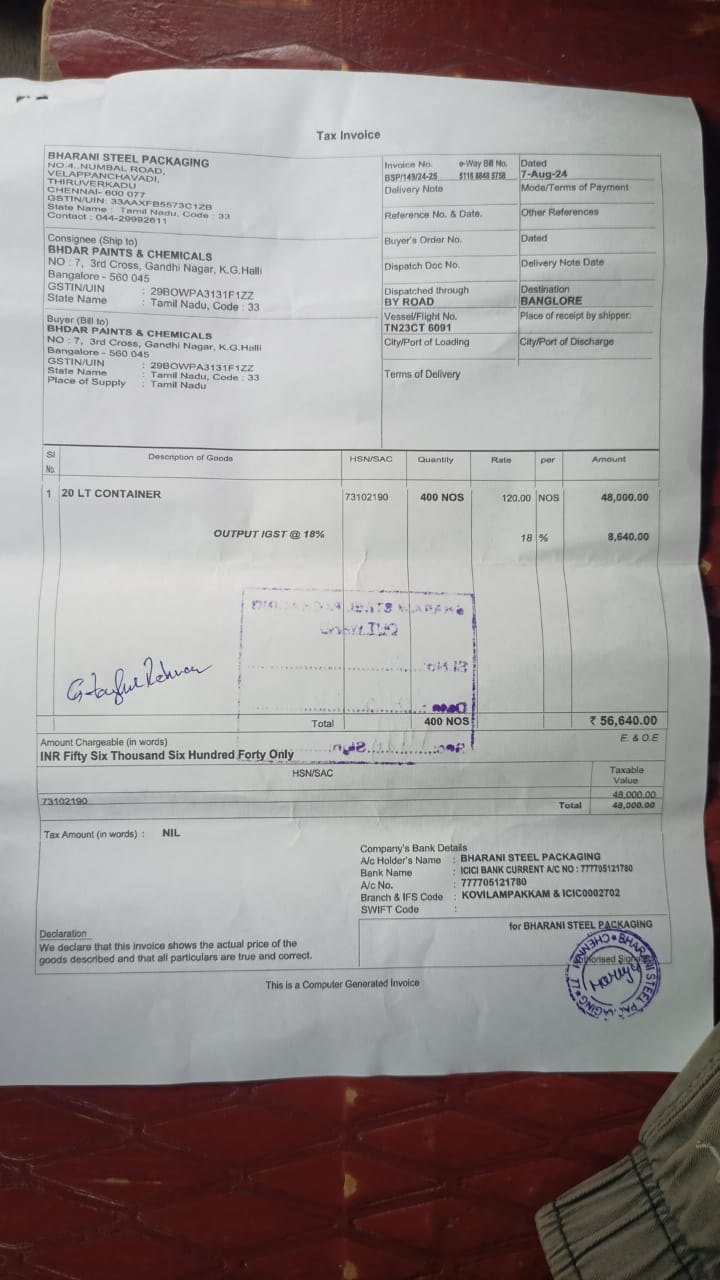 Tax Invoice
BHARANI STEEL PACKAGING
NO.4,.NUMBAL ROAD,
VELAPPANCHAVADI,
THIRUVERKADU
CHENNAI- 600 077
GSTIN/UIN: 33AAXFB5573C1ZB
State Name : Tamil Nadu, Code : 33
Contact : 044-29992611
Invoice No. e-Way Bill No. Dated
BSP/149/24-25 5116 8848 5758 7-Aug-24
Delivery Note Mode/Terms of Payment
Reference No. & Date. Other References
Buyer's Order No. Dated
Dispatch Doc No. Delivery Note Date
Dispatched through Destination
BY ROAD BANGLORE
Vessel/Flight No. Place of receipt by shipper:
TN23CT 6091
City/Port of Loading City/Port of Discharge
Terms of Delivery
Consignee (Ship to)
BHDAR PAINTS & CHEMICALS
NO : 7, 3rd Cross, Gandhi Nagar, K.G.Halli
Bangalore - 560 045
GSTIN/UIN : 29BOWPA3131F1ZZ
State Name : Tamil Nadu, Code : 33
Buyer (Bill to)
BHDAR PAINTS & CHEMICALS
NO : 7, 3rd Cross, Gandhi Nagar, K.G.Halli
Bangalore - 560 045
GSTIN/UIN : 29BOWPA3131F1ZZ
State Name : Tamil Nadu, Code : 33
Place of Supply : Tamil Nadu
Sl No. Description of Goods HSN/SAC Quantity Rate per Amount
1 20 LT CONTAINER 73102190 400 NOS 120.00 NOS 48,000.00
OUTPUT IGST @ 18% 18 % 8,640.00
Total 400 NOS ₹ 56,640.00
Amount Chargeable (in words) E. & O.E
INR Fifty Six Thousand Six Hundred Forty Only
HSN/SAC Taxable Value
73102190 48,000.00
Total 48,000.00
Tax Amount (in words) : NIL
Company's Bank Details
A/c Holder's Name : BHARANI STEEL PACKAGING
Bank Name : ICICI BANK CURRENT A/C NO : 777705121780
A/c No. : 777705121780
Branch & IFS Code : KOVILAMPAKKAM & ICIC0002702
SWIFT Code :
Declaration
We declare that this invoice shows the actual price of the
goods described and that all particulars are true and correct.
for BHARANI STEEL PACKAGING
BHARANI STEEL PACKAGING 77 CHENNAI
This is a Computer Generated Invoice